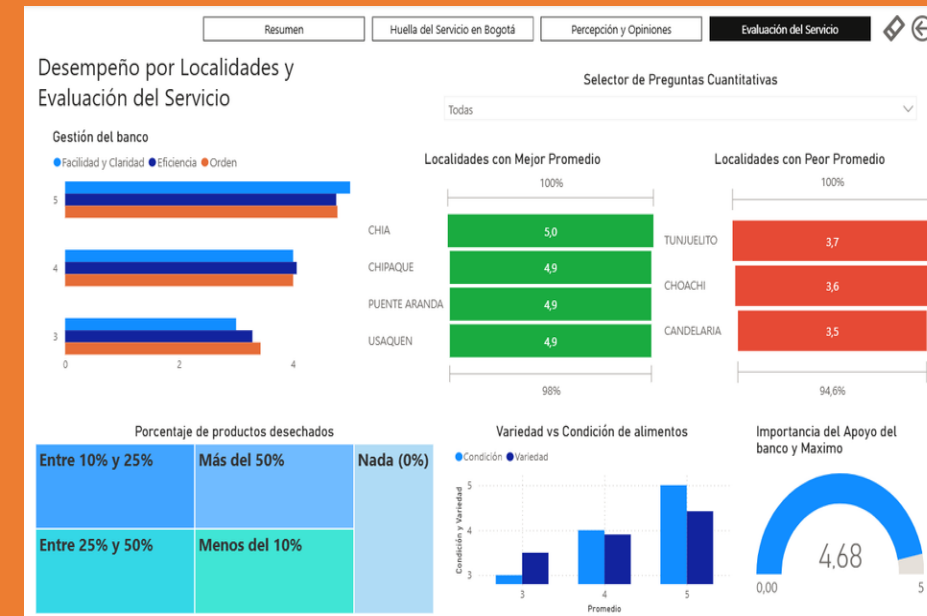 Resumen
Huella del Servicio en Bogotá
Percepción y Opiniones
Evaluación del Servicio
Desempeño por Localidades y
Evaluación del Servicio
Selector de Preguntas Cuantitativas
Todas
Gestión del banco
Facilidad y Claridad Eficiencia Orden
5
4
3
0 2 4
Localidades con Mejor Promedio
100%
CHIA 5,0
CHIPAQUE 4,9
PUENTE ARANDA 4,9
USAQUEN 4,9
98%
Localidades con Peor Promedio
100%
TUNJUELITO 3,7
CHOACHI 3,6
CANDELARIA 3,5
94,6%
Porcentaje de productos desechados
Entre 10% y 25%
Más del 50%
Nada (0%)
Entre 25% y 50%
Menos del 10%
Variedad vs Condición de alimentos
Condición Variedad
Condición y Variedad
5
4
3
3 4 5
Promedio
Importancia del Apoyo del
banco y Maximo
4,68
0,00 5